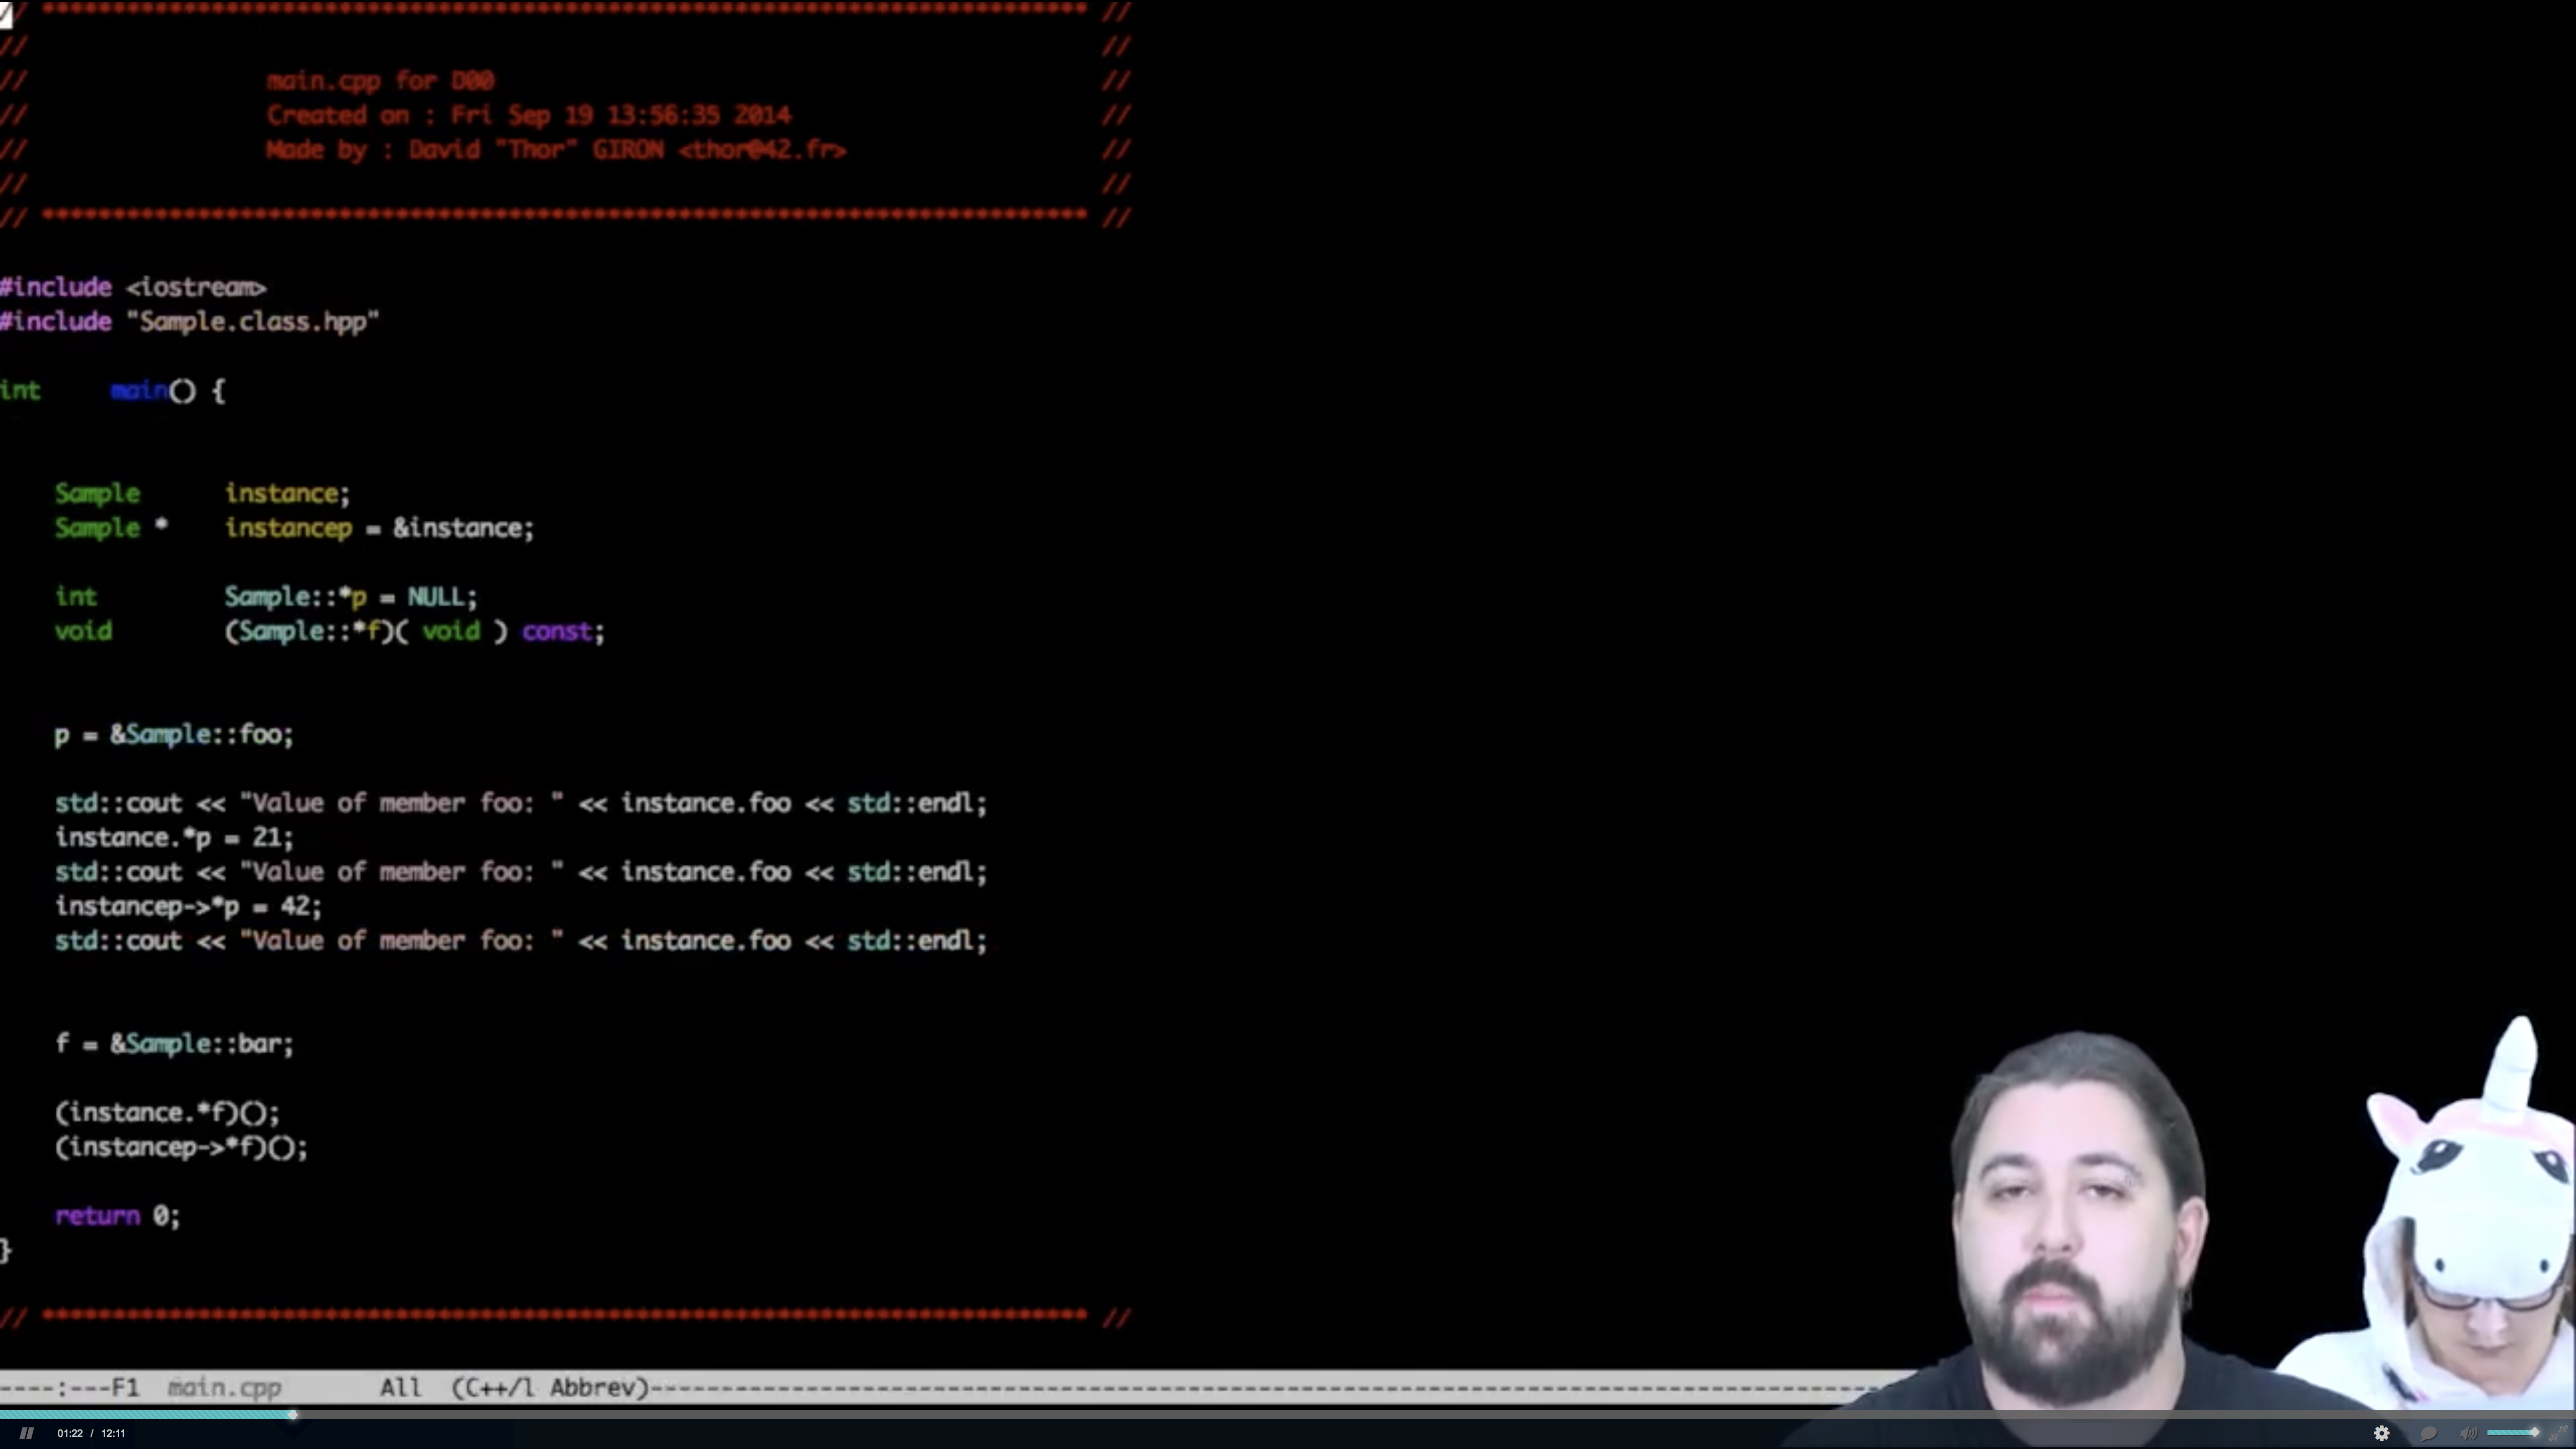 // ************************************************************************** //
// //
// main.cpp for D00 //
// Created on : Fri Sep 19 13:56:35 2014 //
// Made by : David "Thor" GIRON <thor@42.fr> //
// //
// ************************************************************************** //
#include <iostream>
#include "Sample.class.hpp"
int main() {
Sample instance;
Sample * instancep = &instance;
int Sample::*p = NULL;
void (Sample::*f)( void ) const;
p = &Sample::foo;
std::cout << "Value of member foo: " << instance.foo << std::endl;
instance.*p = 21;
std::cout << "Value of member foo: " << instance.foo << std::endl;
instancep->*p = 42;
std::cout << "Value of member foo: " << instance.foo << std::endl;
f = &Sample::bar;
(instance.*f)();
(instancep->*f)();
return 0;
}
// ************************************************************************** //
----:---F1 main.cpp All (C++/l Abbrev)----------------------------------------------------------------------------------------
01:22 / 12:11